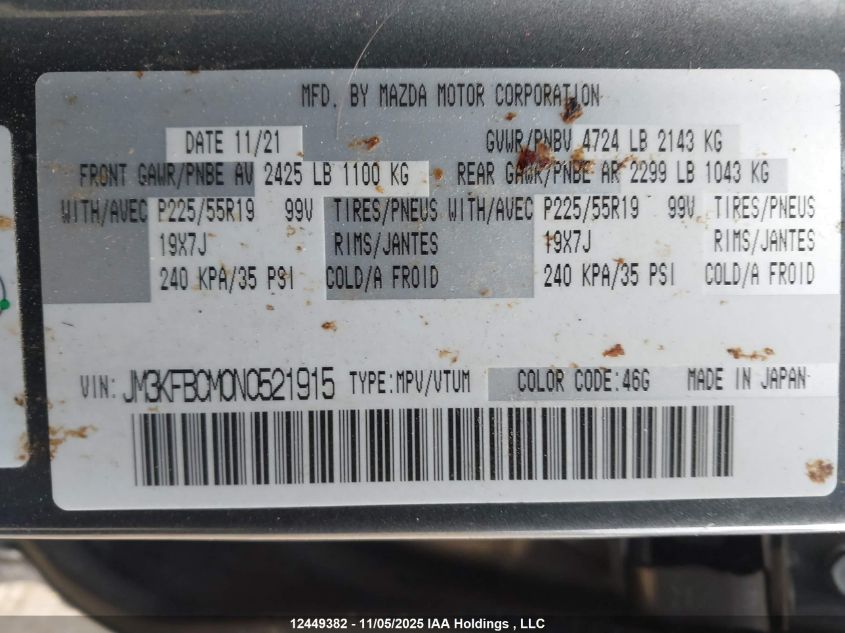 MFD. BY MAZDA MOTOR CORPORATION
DATE 11/21 GVWR/PNBV 4724 LB 2143 KG
FRONT GAWR/PNBE AV 2425 LB 1100 KG REAR GAWR/PNBE AR 2299 LB 1043 KG
WITH/AVEC P225/55R19 99V TIRES/PNEUS WITH/AVEC P225/55R19 99V TIRES/PNEUS
19X7J RIMS/JANTES 19X7J RIMS/JANTES
240 KPA/35 PSI COLD/A FROID 240 KPA/35 PSI COLD/A FROID
VIN: JM3KFBCM0N0521915 TYPE:MPV/VTUM COLOR CODE:46G MADE IN JAPAN
12449382 - 11/05/2025 IAA Holdings , LLC